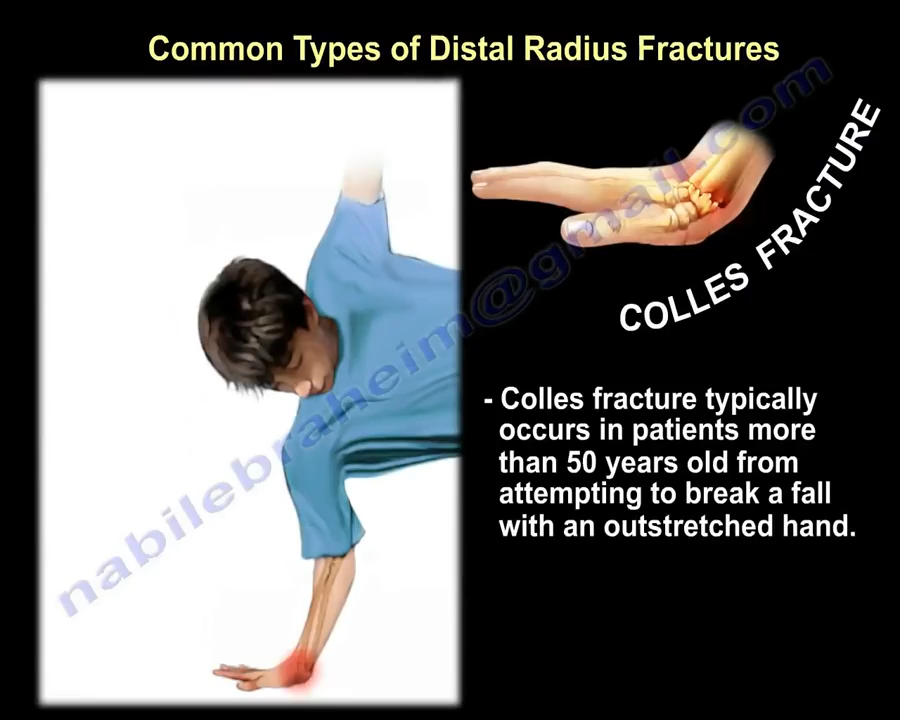 Common Types of Distal Radius Fractures
COLLES FRACTURE
- Colles fracture typically
occurs in patients more
than 50 years old from
attempting to break a fall
with an outstretched hand.
nabilebraheim@gmail.com